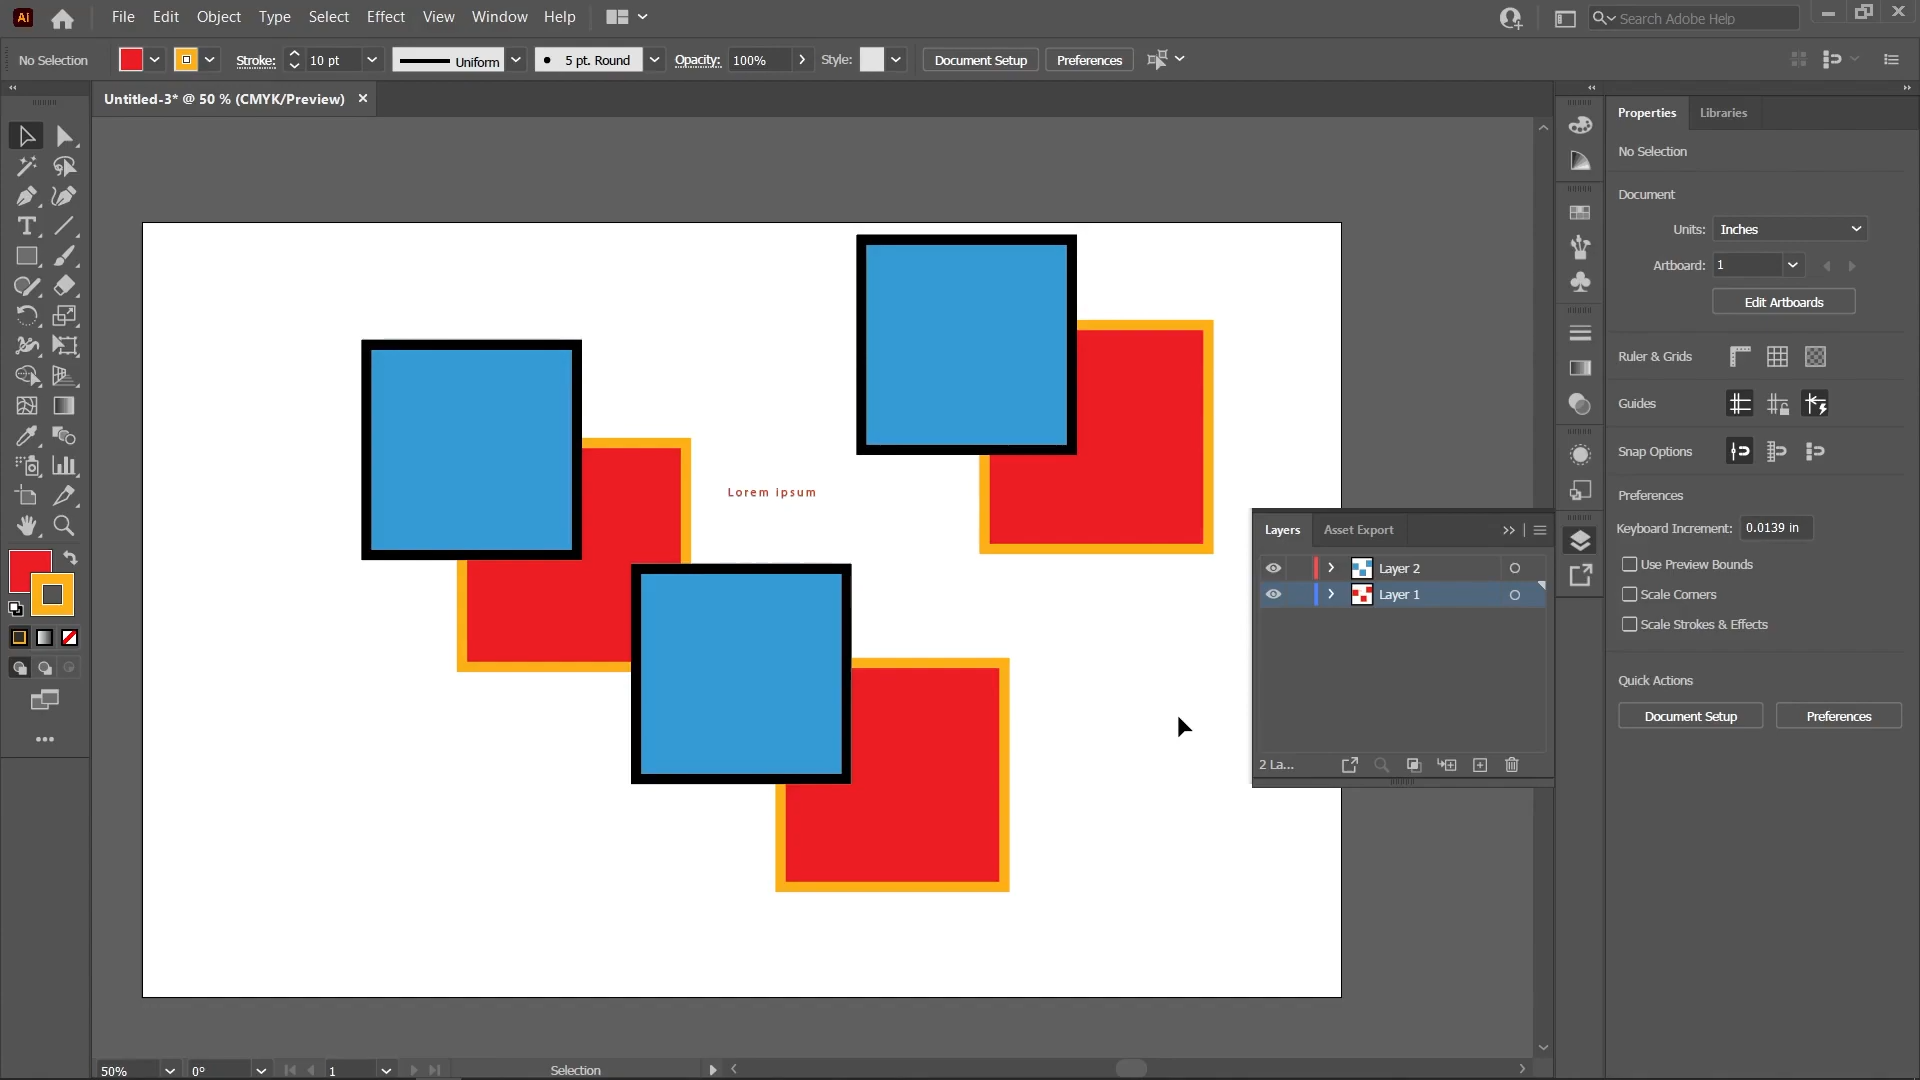 Ai File Edit Object Type Select Effect View Window Help Search Adobe Help
No Selection Stroke: 10 pt Uniform 5 pt. Round Opacity: 100% Style: Document Setup Preferences
Untitled-3* @ 50 % (CMYK/Preview)
Properties Libraries
No Selection
Document
Units: Inches
Artboard: 1
Edit Artboards
Ruler & Grids
Guides
Snap Options
Preferences
Keyboard Increment: 0.0139 in
Use Preview Bounds
Scale Corners
Scale Strokes & Effects
Quick Actions
Document Setup Preferences
Lorem ipsum
Layers Asset Export
Layer 2
Layer 1
2 La...
50% 0° 1 Selection